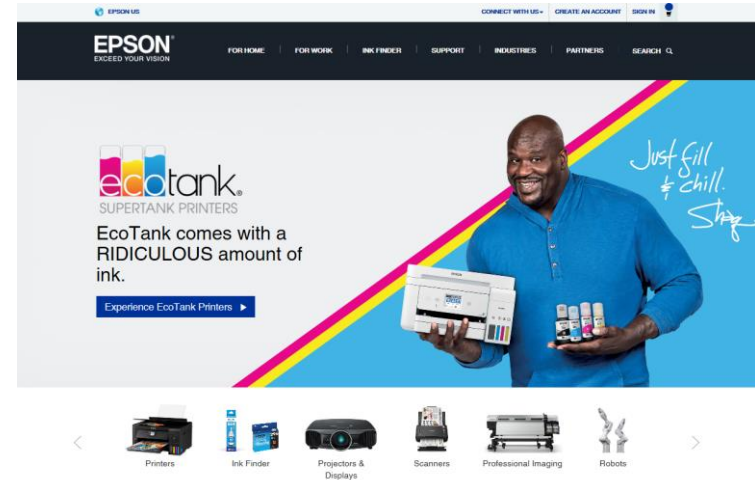 EPSON US
CONNECT WITH US
CREATE AN ACCOUNT
SIGN IN
EPSON®
EXCEED YOUR VISION
FOR HOME
FOR WORK
INK FINDER
SUPPORT
INDUSTRIES
PARTNERS
SEARCH
ecotank®
SUPERTANK PRINTERS
EcoTank comes with a
RIDICULOUS amount of
ink.
Experience EcoTank Printers
Just fill
& chill.
Shaq
EPSON
Printers
Ink Finder
Projectors &
Displays
Scanners
Professional Imaging
Robots